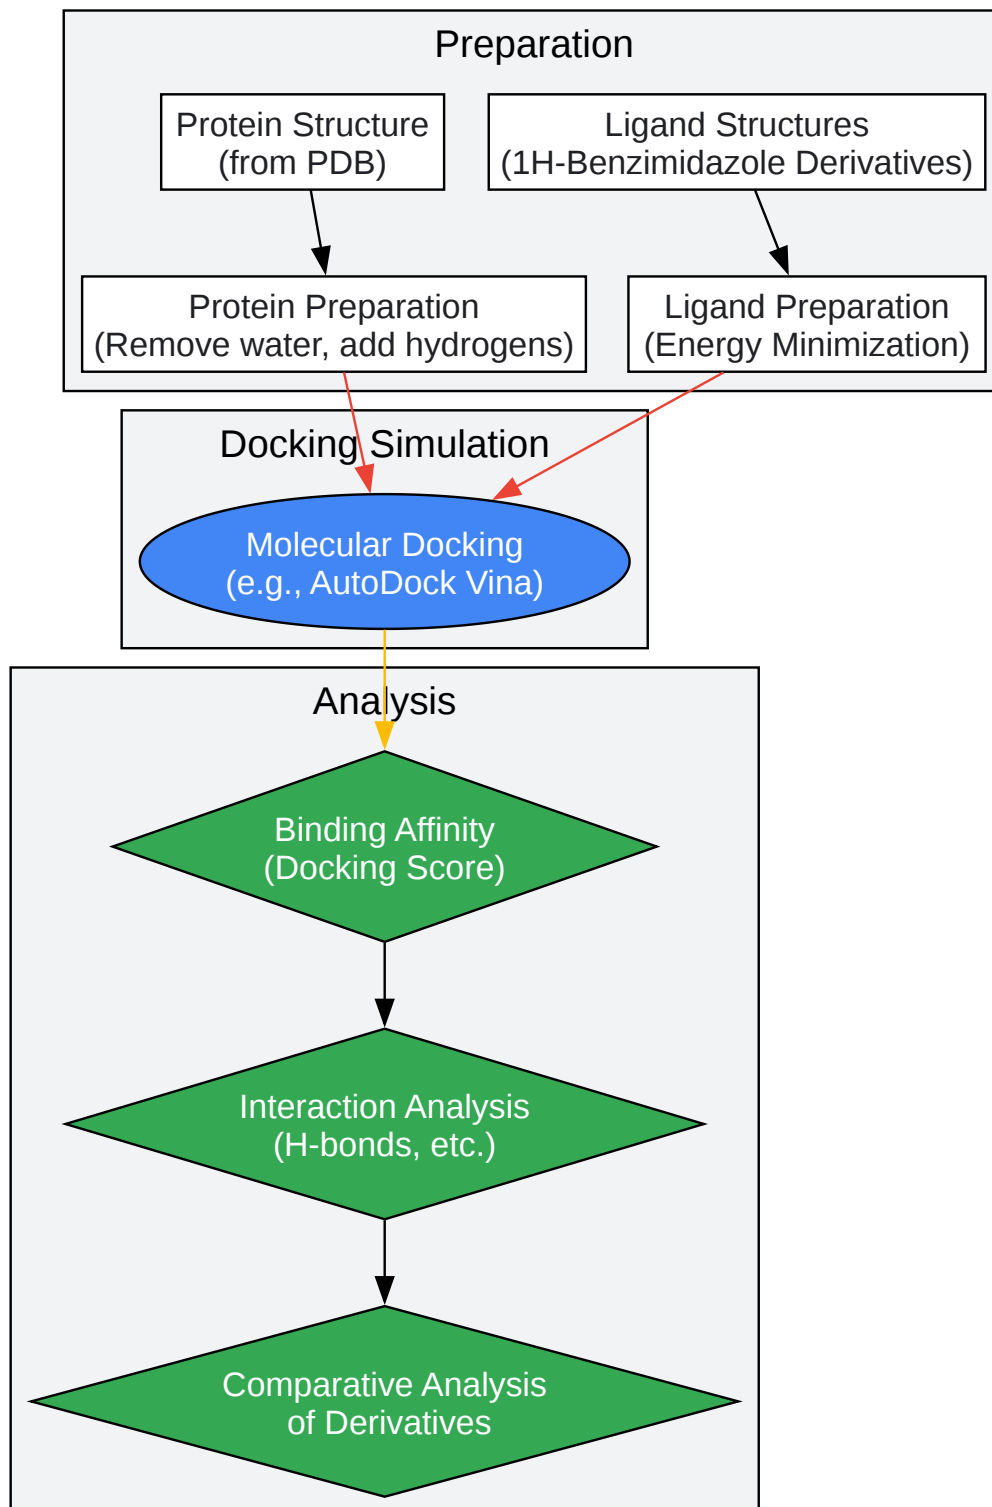 Preparation
Protein Structure
(from PDB)
Ligand Structures
(1H-Benzimidazole Derivatives)
Protein Preparation
(Remove water, add hydrogens)
Ligand Preparation
(Energy Minimization)
Docking Simulation
Molecular Docking
(e.g., AutoDock Vina)
Analysis
Binding Affinity
(Docking Score)
Interaction Analysis
(H-bonds, etc.)
Comparative Analysis
of Derivatives